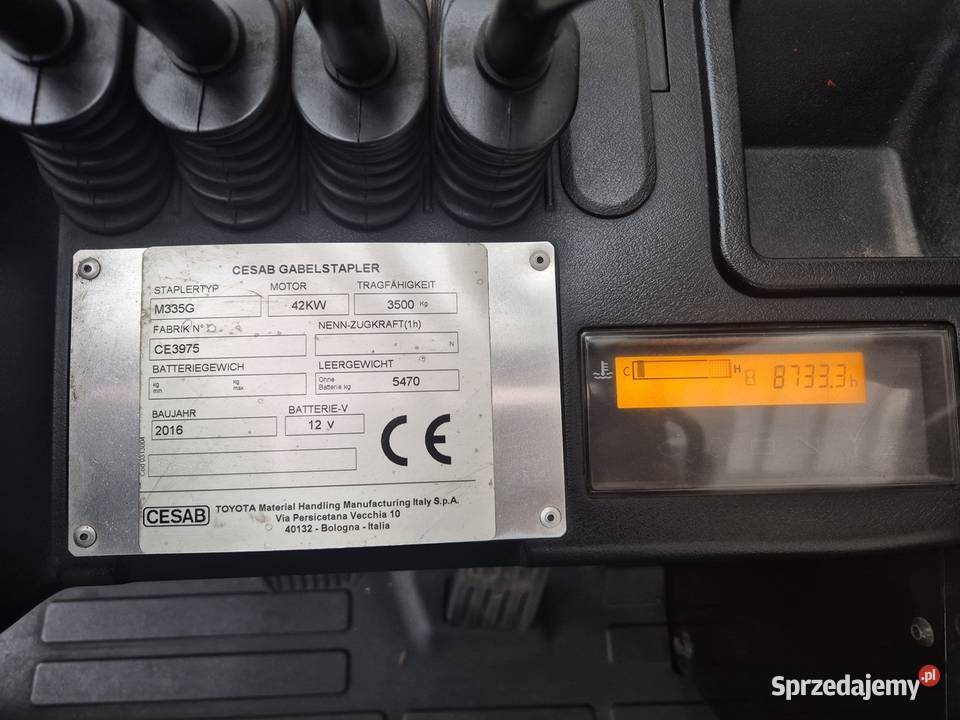 CESAB GABELSTAPLER
STAPLERTYP MOTOR TRAGFÄHIGKEIT
M335G 42KW 3500 Kg
FABRIK N° NENN-ZUGKRAFT(1h)
CE3975 N
BATTERIEGEWICH LEERGEWICHT
kg min kg max Ohne Batterie kg 5470
BAUJAHR BATTERIE-V
2016 12 V
CE
CESAB TOYOTA Material Handling Manufacturing Italy S.p.A.
Via Persicetana Vecchia 10
40132 - Bologna - Italia
C H 8733.3h
Sprzedajemy.pl